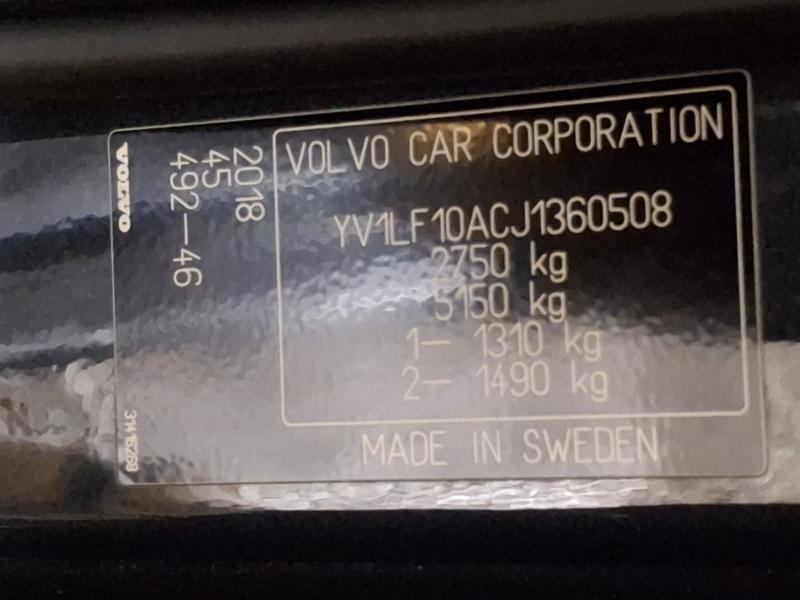 VOLVO
2018
45
492-46
VOLVO CAR CORPORATION
YV1LF10ACJ1360508
2750 kg
5150 kg
1- 1310 kg
2- 1490 kg
MADE IN SWEDEN